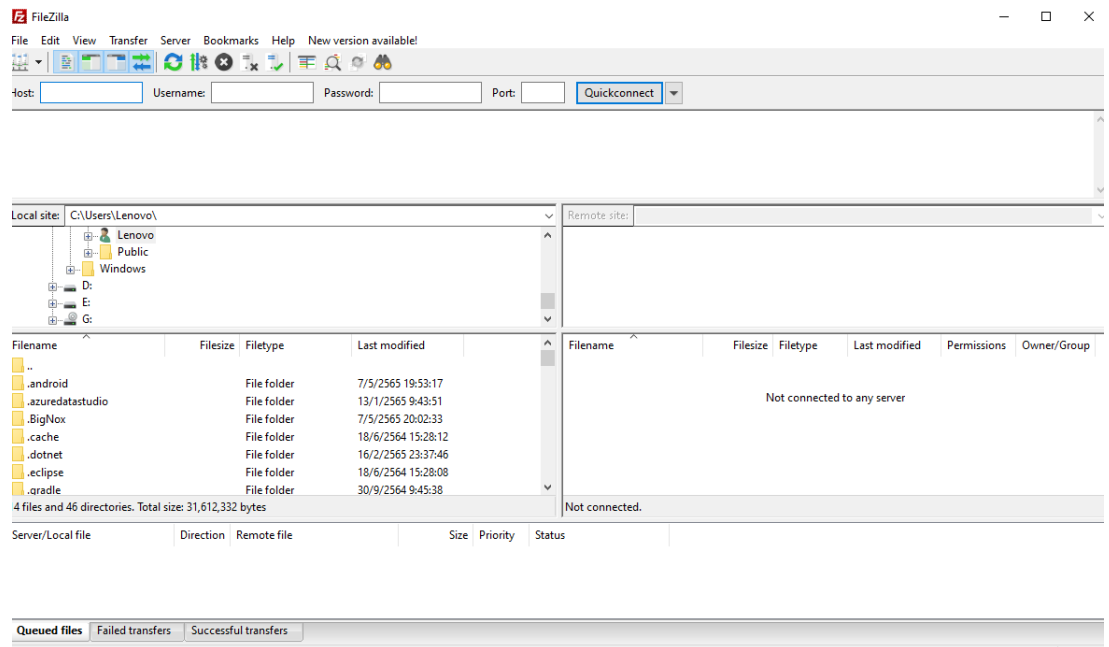 FileZilla
File Edit View Transfer Server Bookmarks Help New version available!
Host: Username: Password: Port: Quickconnect
Local site: C:\Users\Lenovo\
Remote site:
Lenovo
Public
Windows
D:
E:
G:
Filename Filesize Filetype Last modified
..
.android File folder 7/5/2565 19:53:17
.azuredatastudio File folder 13/1/2565 9:43:51
.BigNox File folder 7/5/2565 20:02:33
.cache File folder 18/6/2564 15:28:12
.dotnet File folder 16/2/2565 23:37:46
.eclipse File folder 18/6/2564 15:28:08
.gradle File folder 30/9/2564 9:45:38
4 files and 46 directories. Total size: 31,612,332 bytes
Filename Filesize Filetype Last modified Permissions Owner/Group
Not connected to any server
Not connected.
Server/Local file Direction Remote file Size Priority Status
Queued files Failed transfers Successful transfers